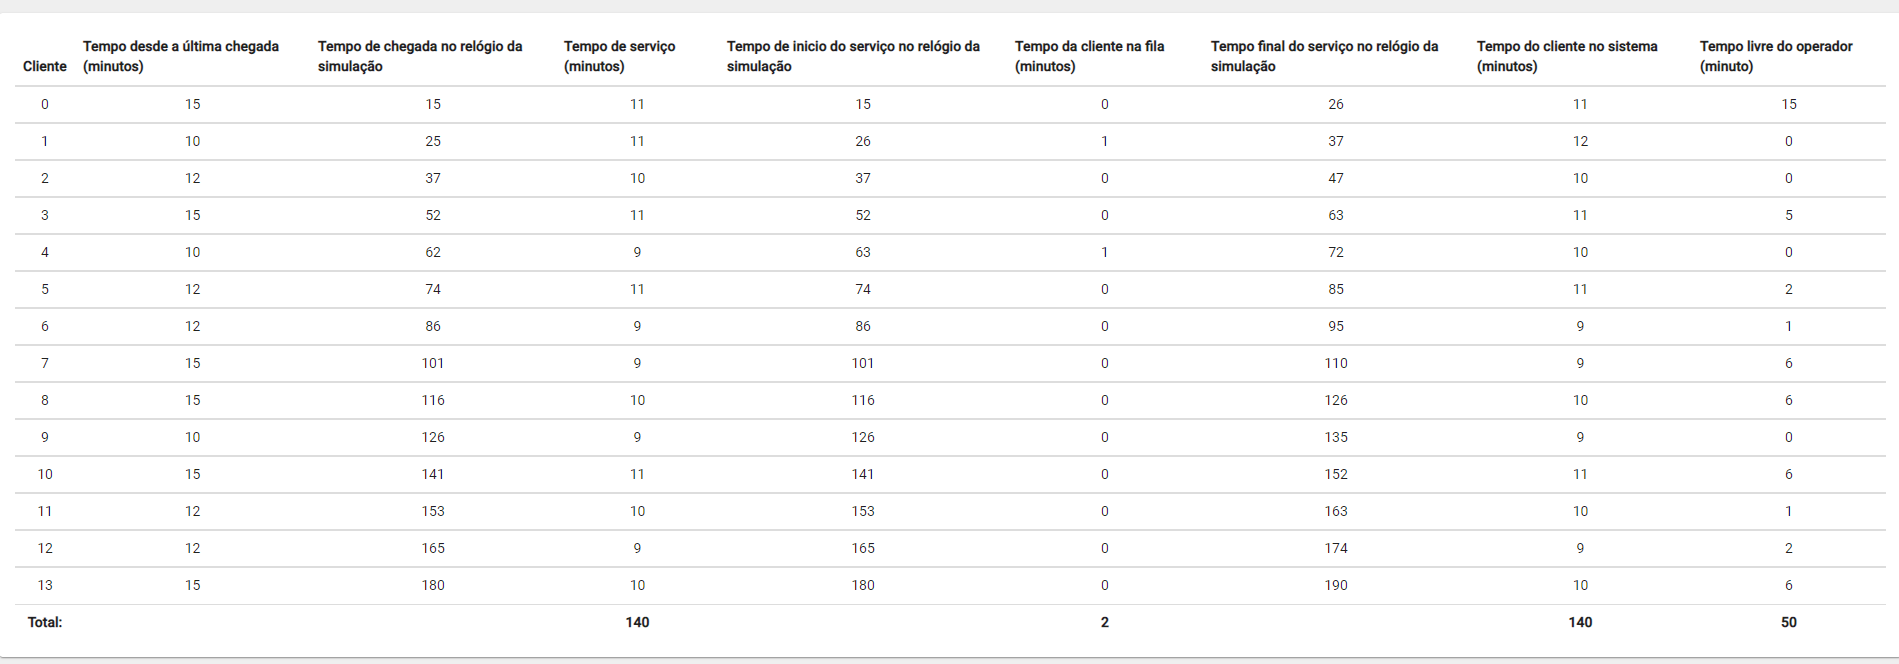 Cliente Tempo desde a última chegada (minutos) Tempo de chegada no relógio da simulação Tempo de serviço (minutos) Tempo de inicio do serviço no relógio da simulação Tempo da cliente na fila (minutos) Tempo final do serviço no relógio da simulação Tempo do cliente no sistema (minutos) Tempo livre do operador (minuto)
0 15 15 11 15 0 26 11 15
1 10 25 11 26 1 37 12 0
2 12 37 10 37 0 47 10 0
3 15 52 11 52 0 63 11 5
4 10 62 9 63 1 72 10 0
5 12 74 11 74 0 85 11 2
6 12 86 9 86 0 95 9 1
7 15 101 9 101 0 110 9 6
8 15 116 10 116 0 126 10 6
9 10 126 9 126 0 135 9 0
10 15 141 11 141 0 152 11 6
11 12 153 10 153 0 163 10 1
12 12 165 9 165 0 174 9 2
13 15 180 10 180 0 190 10 6
Total: 140 2 140 50